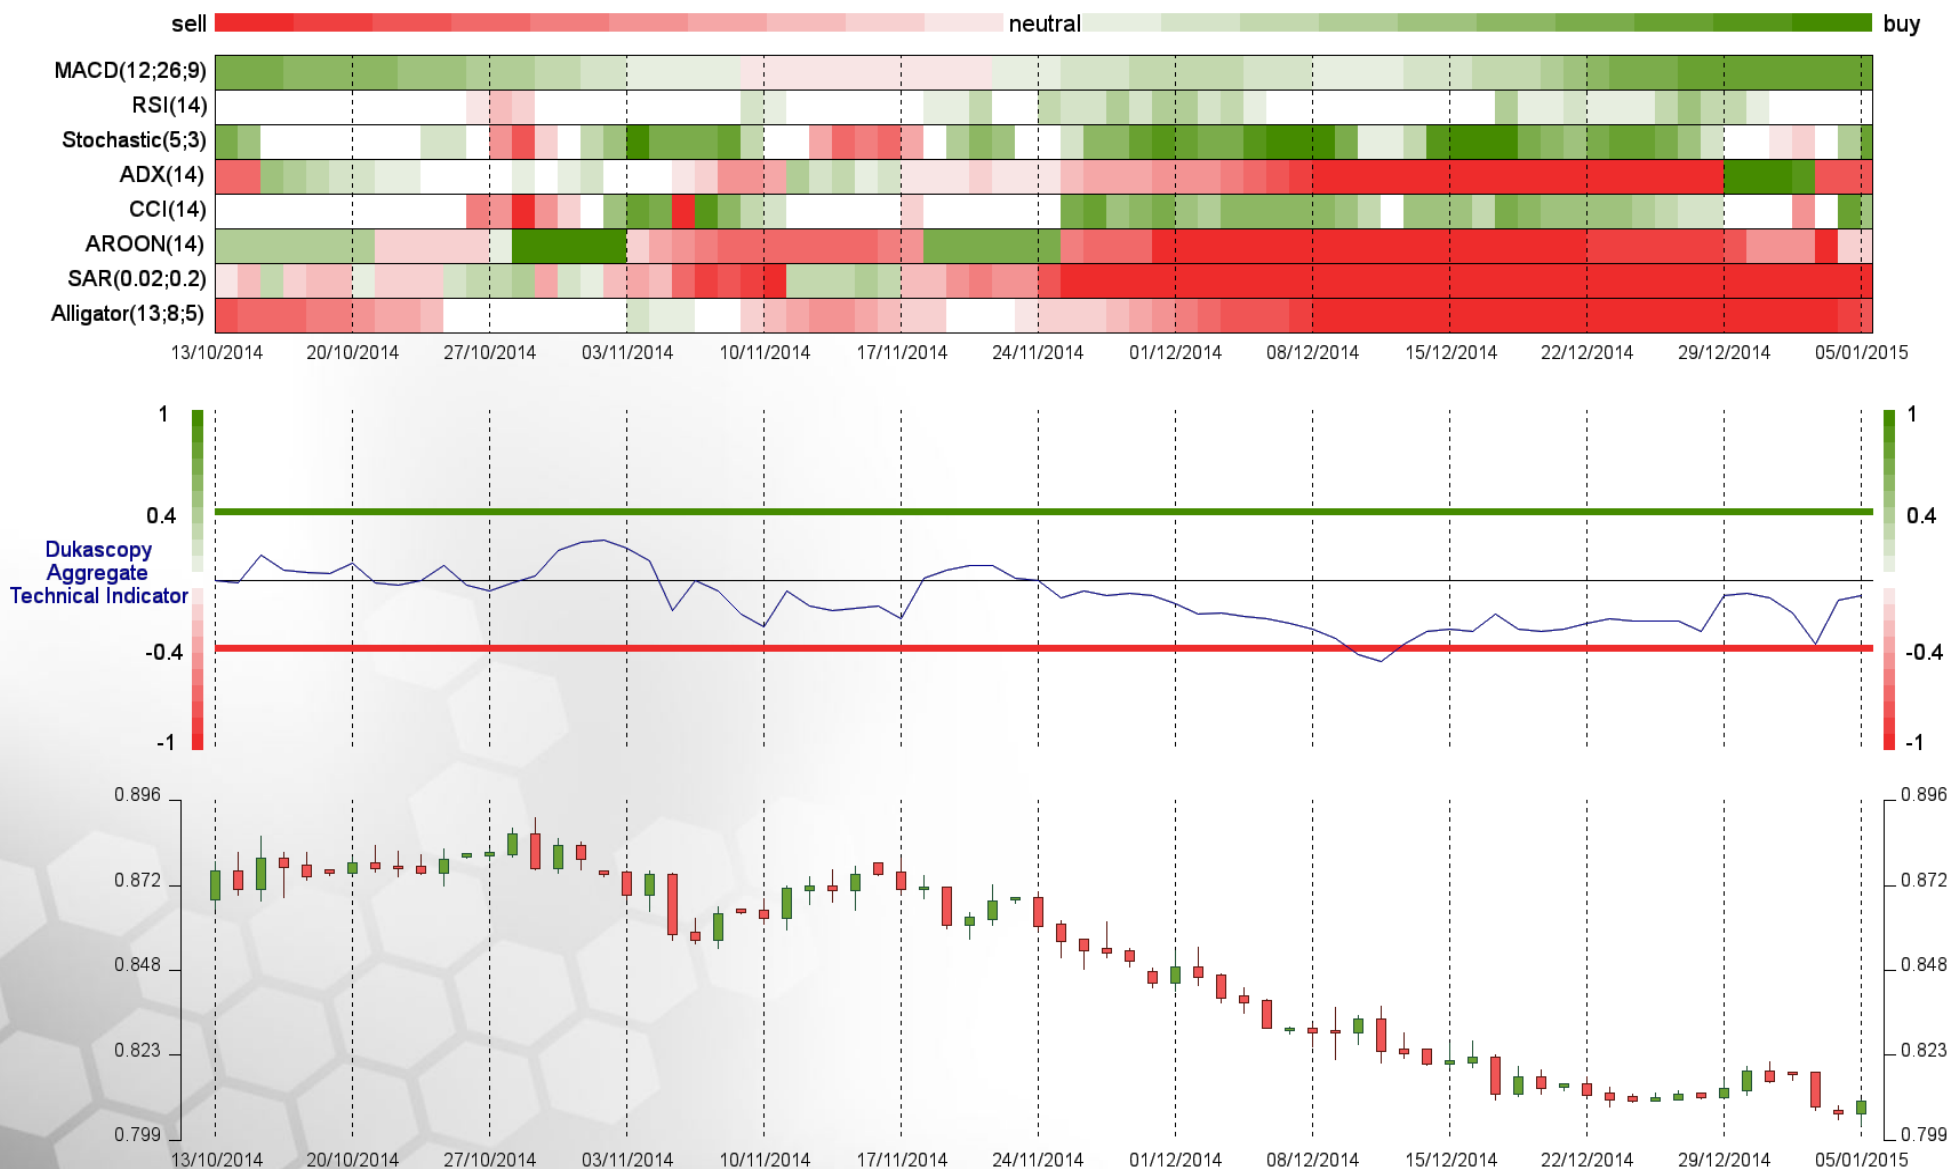 sell neutral buy
MACD(12;26;9)
RSI(14)
Stochastic(5;3)
ADX(14)
CCI(14)
AROON(14)
SAR(0.02;0.2)
Alligator(13;8;5)
13/10/2014 20/10/2014 27/10/2014 03/11/2014 10/11/2014 17/11/2014 24/11/2014 01/12/2014 08/12/2014 15/12/2014 22/12/2014 29/12/2014 05/01/2015
1 1
0.4 0.4
Dukascopy
Aggregate
Technical Indicator
-0.4 -0.4
-1 -1
0.896 0.896
0.872 0.872
0.848 0.848
0.823 0.823
0.799 0.799
13/10/2014 20/10/2014 27/10/2014 03/11/2014 10/11/2014 17/11/2014 24/11/2014 01/12/2014 08/12/2014 15/12/2014 22/12/2014 29/12/2014 05/01/2015